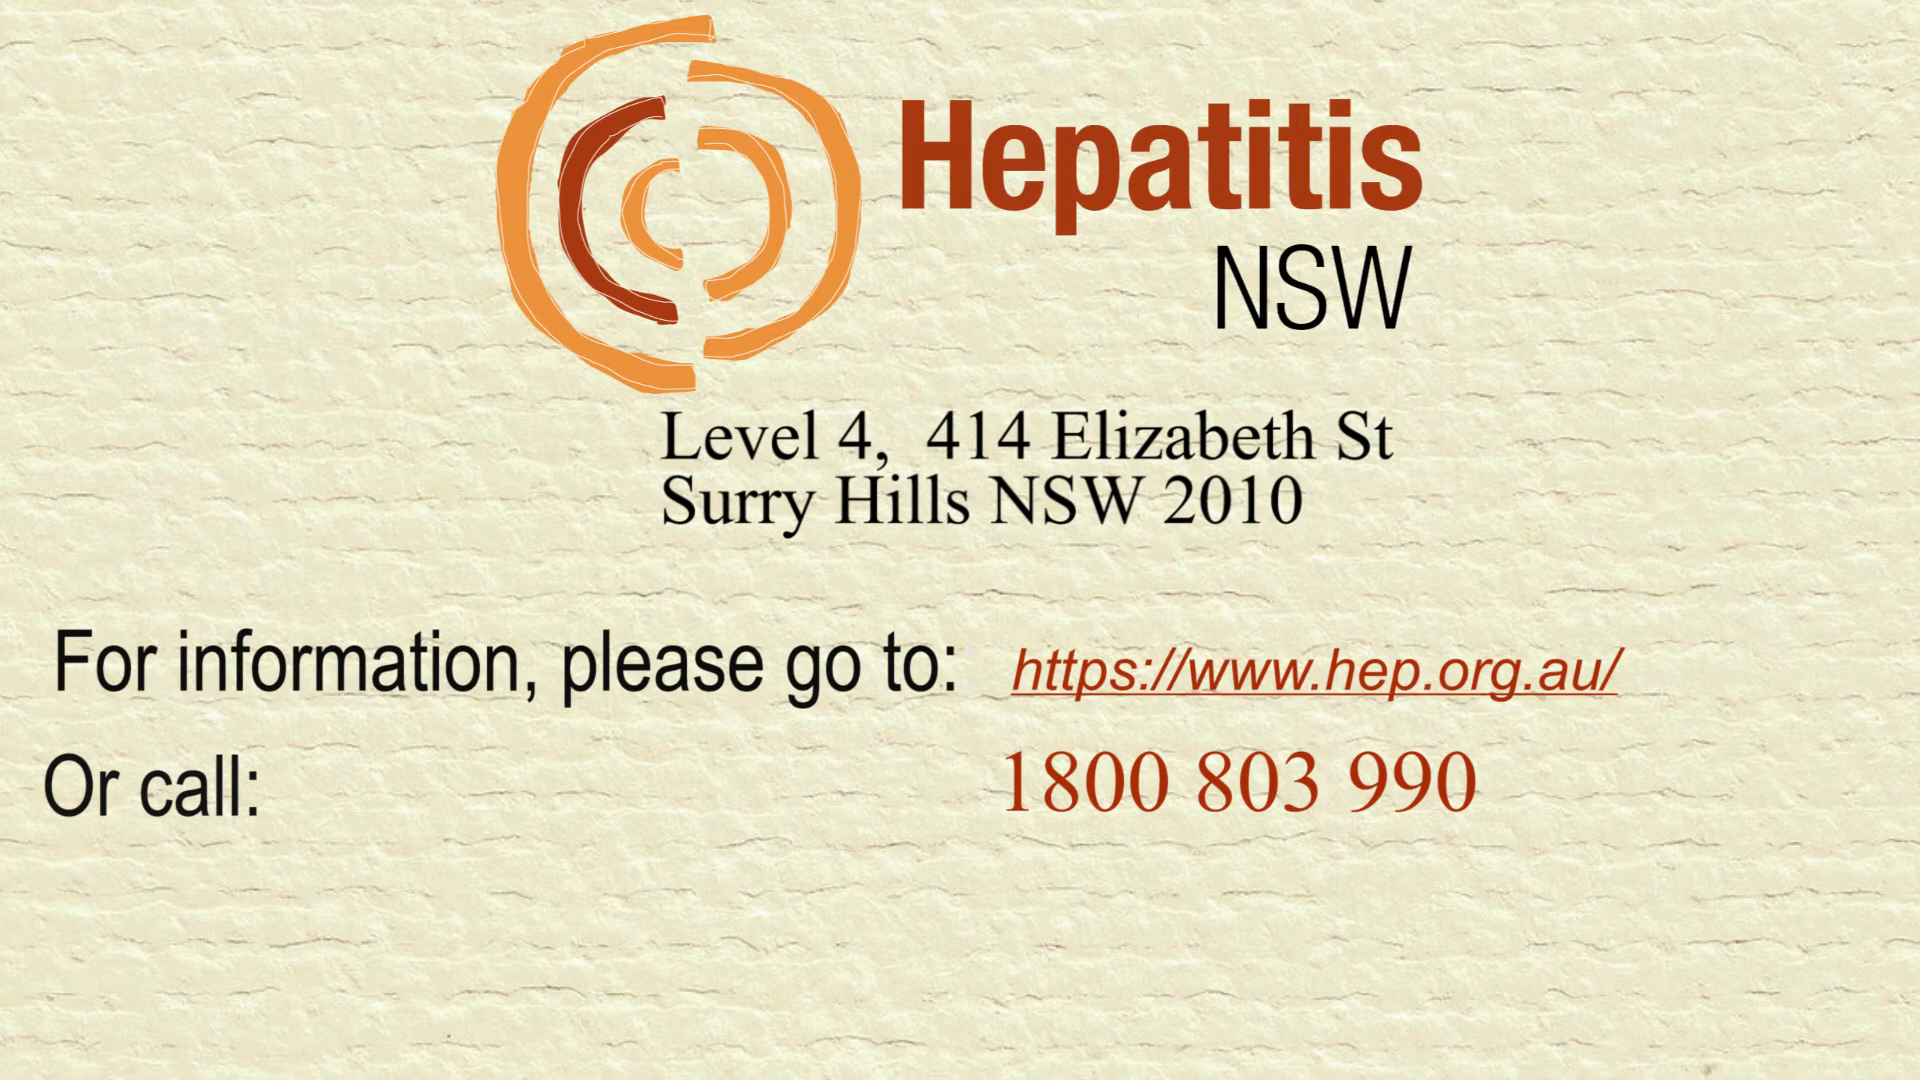 Hepatitis
NSW
Level 4, 414 Elizabeth St
Surry Hills NSW 2010
For information, please go to: https://www.hep.org.au/
Or call: 1800 803 990